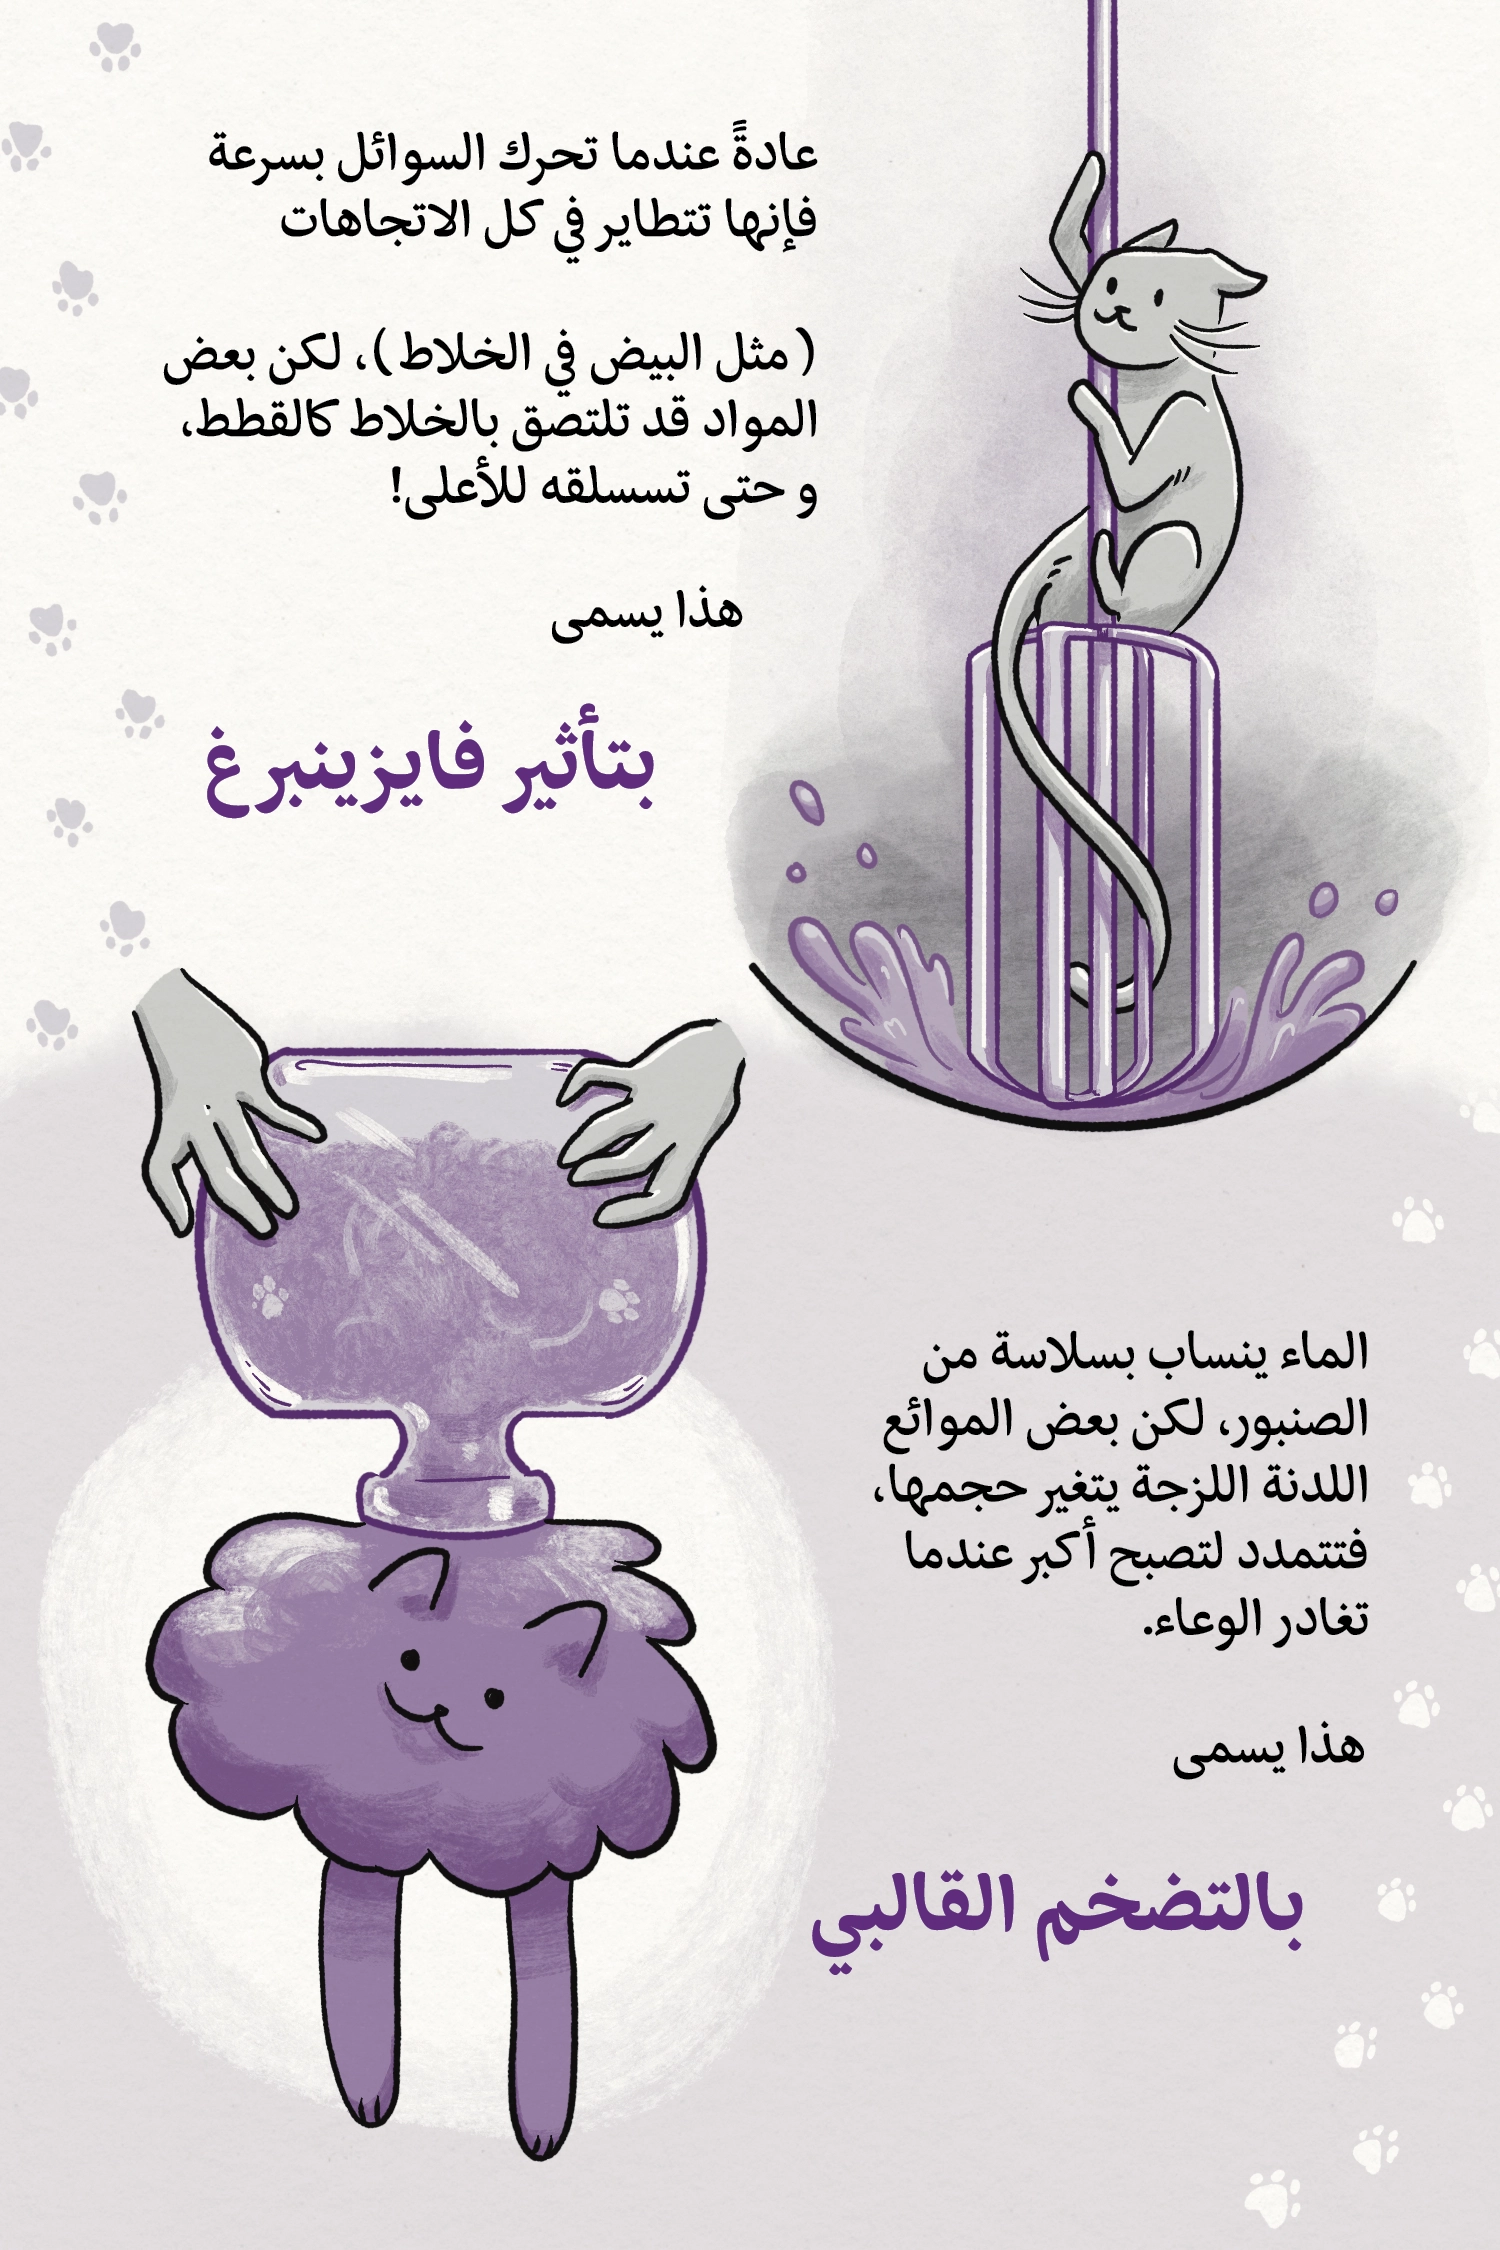 عادةً عندما تحرك السوائل بسرعة
فإنها تتطاير في كل الاتجاهات
( مثل البيض في الخلاط )، لكن بعض
المواد قد تلتصق بالخلاط كالقطط،
و حتى تسسلقه للأعلى!
هذا يسمى
بتأثير فايزينبرغ
الماء ينساب بسلاسة من
الصنبور، لكن بعض الموائع
اللدنة اللزجة يتغير حجمها،
فتتمدد لتصبح أكبر عندما
تغادر الوعاء.
هذا يسمى
بالتضخم القالبي